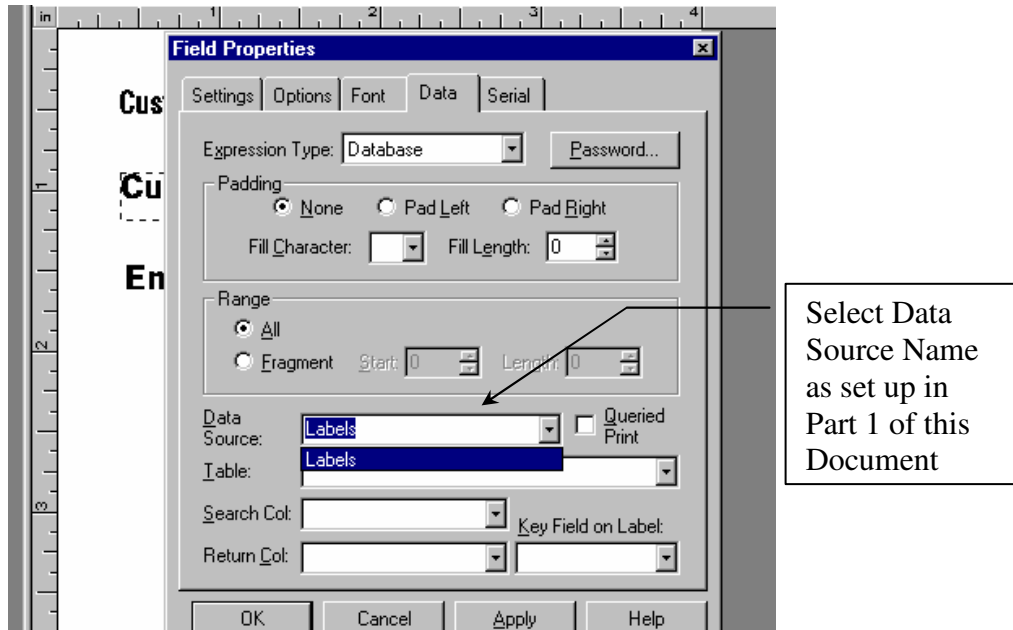 in 1 2 3 4
Field Properties
Settings Options Font Data Serial
Cus
Expression Type: Database Password...
1
Cu
Padding
None Pad Left Pad Right
Fill Character: Fill Length: 0
En
Range
All
Fragment Start: 0 Length: 0
2
Select Data
Source Name
as set up in
Part 1 of this
Document
Data
Source: Labels Queried
Print
Labels
Table:
3
Search Col: Key Field on Label:
Return Col:
OK Cancel Apply Help